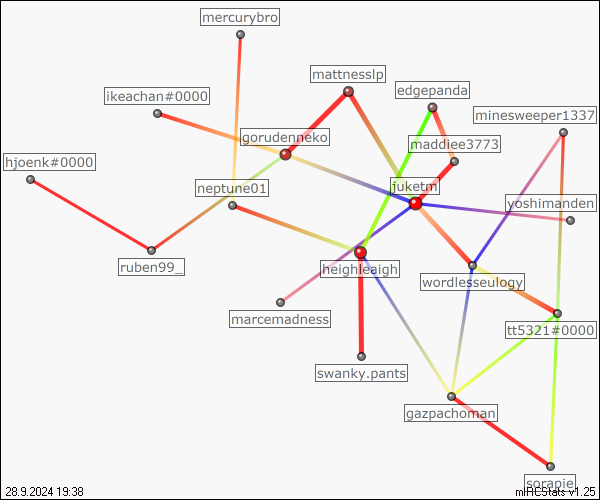 mercurybro
mattnesslp
edgepanda
ikeachan#0000
minesweeper1337
gorudenneko
maddiee3773
hjoenk#0000
neptune01
juketm
yoshimanden
ruben99_
heighleaigh
wordlesseulogy
marcemadness
tt5321#0000
swanky.pants
gazpachoman
sorapie_
28.9.2024 19:38
mIRCStats v1.25